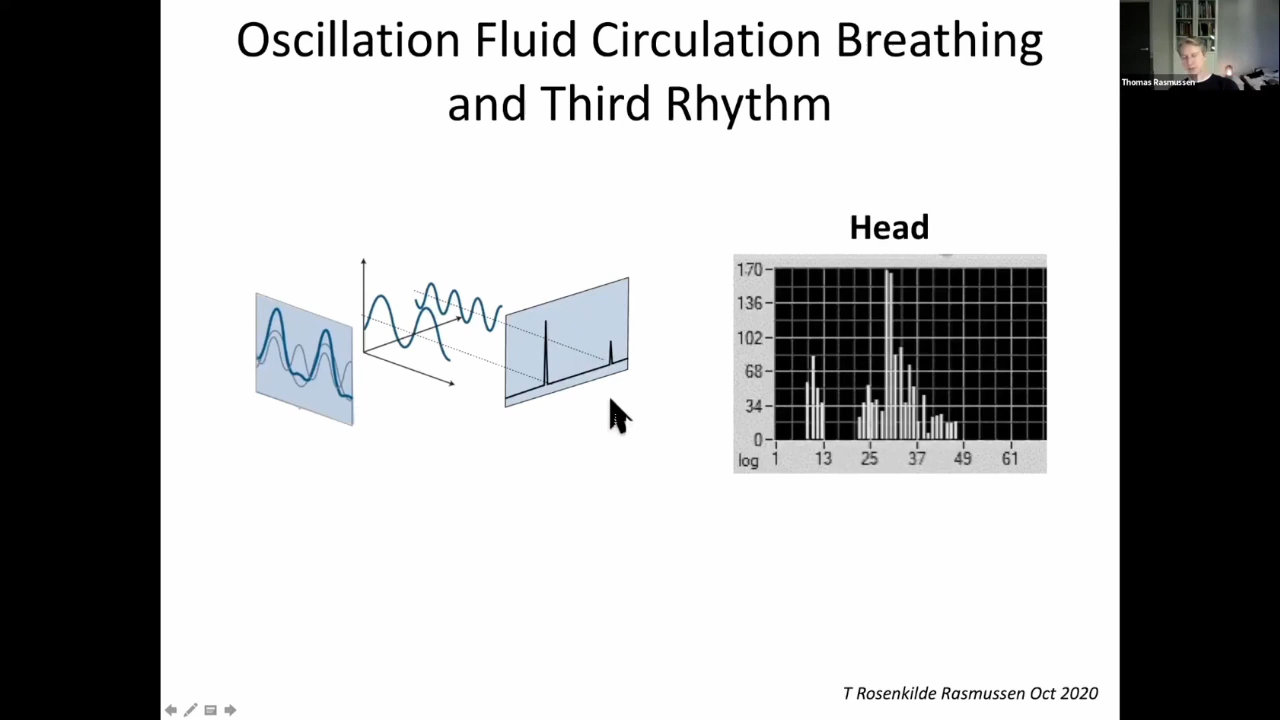 Oscillation Fluid Circulation Breathing
and Third Rhythm
Thomas Rasmussen
Head
170
136
102
68
34
0
log 1 13 25 37 49 61
T Rosenkilde Rasmussen Oct 2020